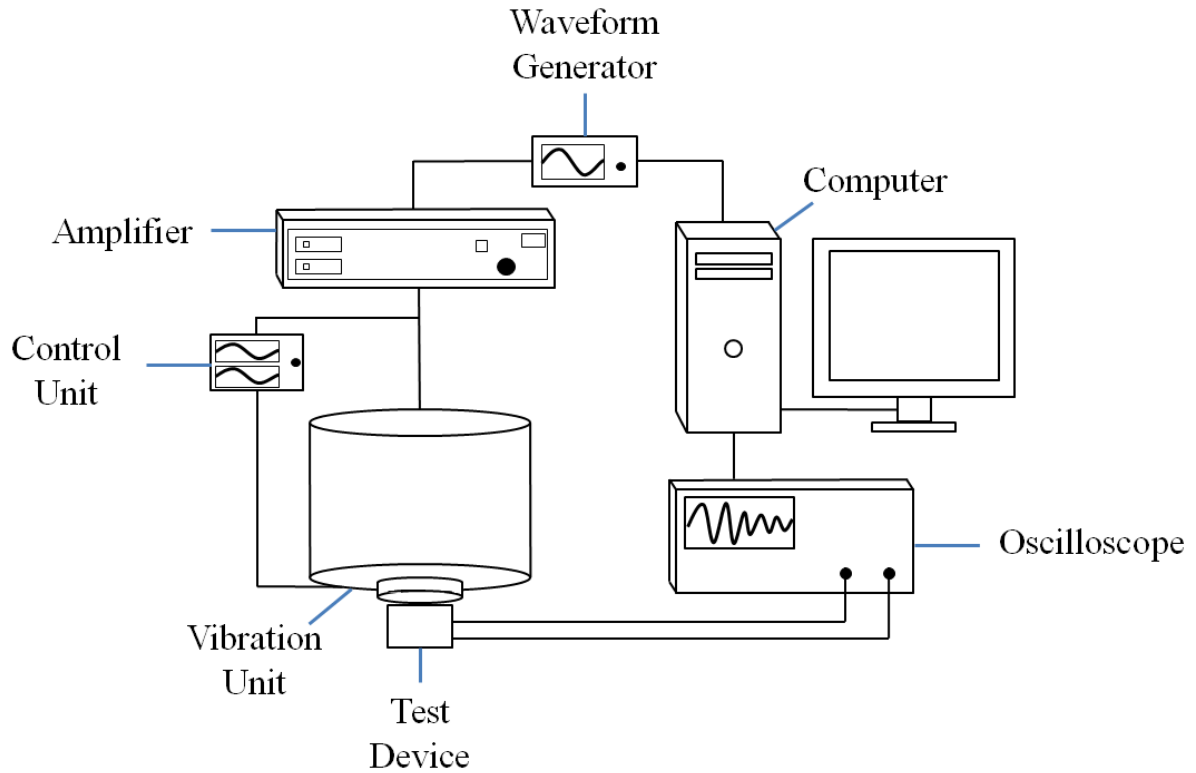 Waveform
Generator
Computer
Amplifier
Control
Unit
Oscilloscope
Vibration
Unit
Test
Device